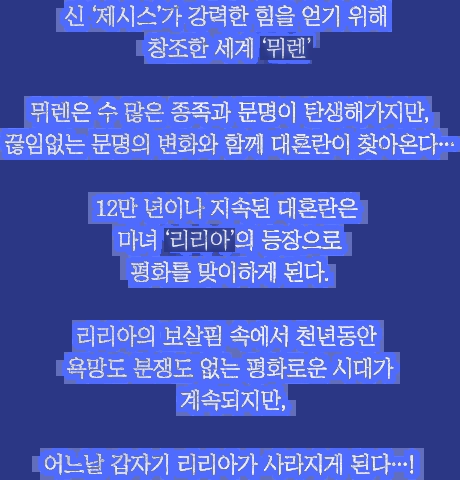 신 ‘제시스’가 강력한 힘을 얻기 위해
창조한 세계 ‘뮈렌’
뮈렌은 수 많은 종족과 문명이 탄생해가지만,
끊임없는 문명의 변화와 함께 대혼란이 찾아온다…
12만 년이나 지속된 대혼란은
마녀 ‘리리아’의 등장으로
평화를 맞이하게 된다.
리리아의 보살핌 속에서 천년동안
욕망도 분쟁도 없는 평화로운 시대가
계속되지만,
어느날 갑자기 리리아가 사라지게 된다…!